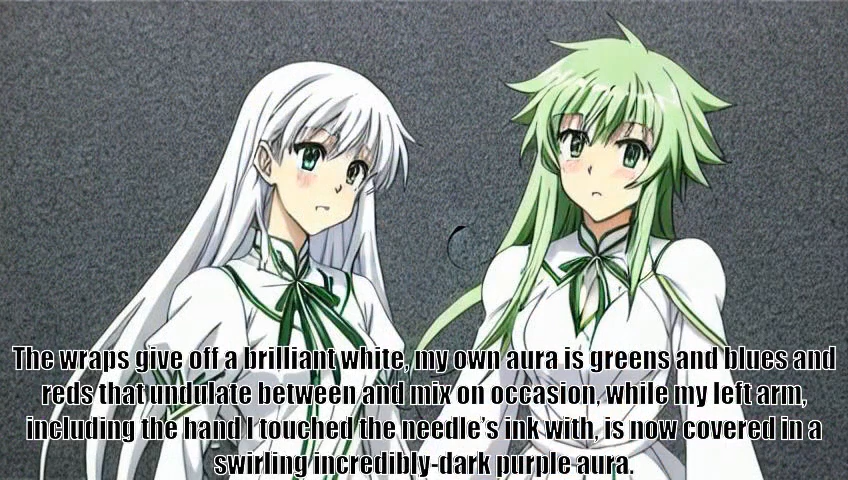 The wraps give off a brilliant white, my own aura is greens and blues and
reds that undulate between and mix on occasion, while my left arm,
including the hand I touched the needle's ink with, is now covered in a
swirling incredibly-dark purple aura.